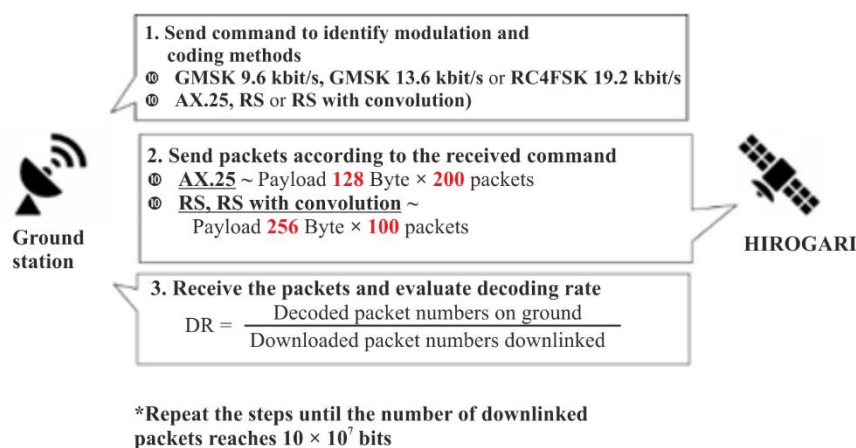 1. Send command to identify modulation and
coding methods
❿ GMSK 9.6 kbit/s, GMSK 13.6 kbit/s or RC4FSK 19.2 kbit/s
❿ AX.25, RS or RS with convolution)
2. Send packets according to the received command
❿ AX.25 ~ Payload 128 Byte × 200 packets
❿ RS, RS with convolution ~
Payload 256 Byte × 100 packets
Ground
station
HIROGARI
3. Receive the packets and evaluate decoding rate
DR = Decoded packet numbers on ground
Downloaded packet numbers downlinked
*Repeat the steps until the number of downlinked
packets reaches 10 × 10⁷ bits